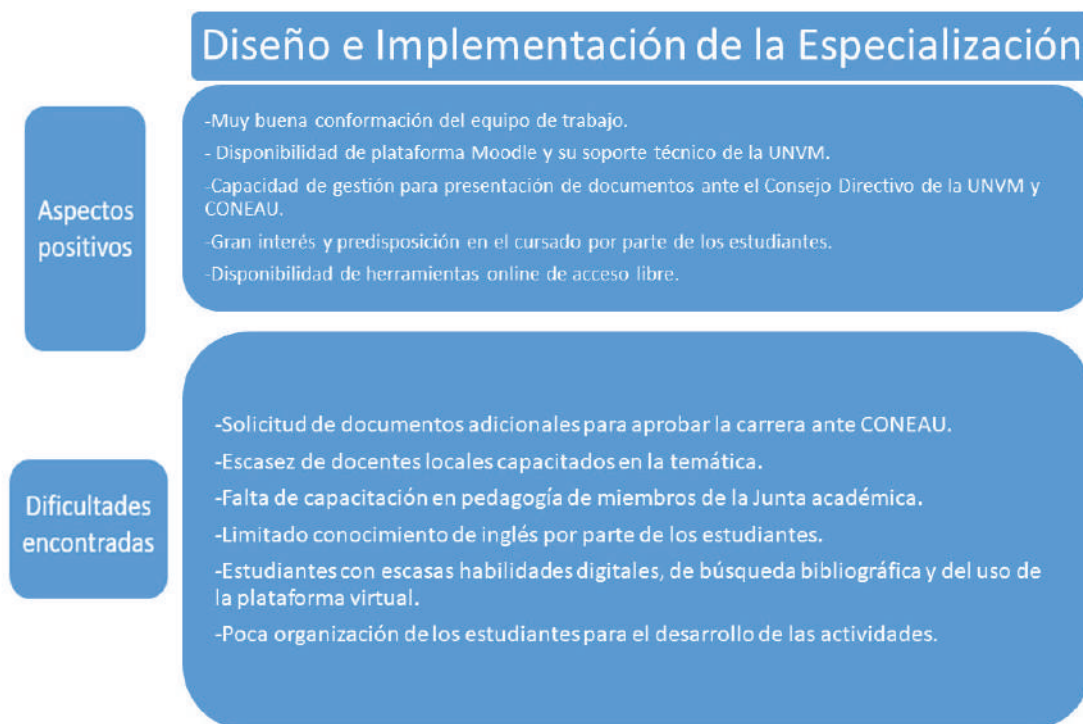 Diseño e Implementación de la Especialización
Aspectos
positivos
-Muy buena conformación del equipo de trabajo.
- Disponibilidad de plataforma Moodle y su soporte técnico de la UNVM.
-Capacidad de gestión para presentación de documentos ante el Consejo Directivo de la UNVM y
CONEAU.
-Gran interés y predisposición en el cursado por parte de los estudiantes.
-Disponibilidad de herramientas online de acceso libre.
Dificultades
encontradas
-Solicitud de documentos adicionales para aprobar la carrera ante CONEAU.
-Escasez de docentes locales capacitados en la temática.
-Falta de capacitación en pedagogía de miembros de la Junta académica.
-Limitado conocimiento de inglés por parte de los estudiantes.
-Estudiantes con escasas habilidades digitales, de búsqueda bibliográfica y del uso de
la plataforma virtual.
-Poca organización de los estudiantes para el desarrollo de las actividades.